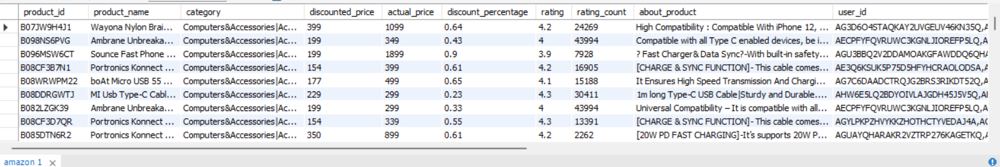 product_id product_name category discounted_price actual_price discount_percentage rating rating_count about_product user_id
B07JW9H4J1 Wayona Nylon Brai... Computers&Accessories|Ac... 399 1099 0.64 4.2 24269 High Compatibility : Compatible With iPhone 12, ... AG3D6O4STAQKAY2UVGEUV46KN35Q,A
B098NS6PVG Ambrane Unbreaka... Computers&Accessories|Ac... 199 349 0.43 4 43994 Compatible with all Type C enabled devices, be i... AECPFYFQVRUWC3KGNLJIOREFP5LQ,A
B096MSW6CT Sounce Fast Phone ... Computers&Accessories|Ac... 199 1899 0.9 3.9 7928 ? Fast Charger& Data Sync?-With built-in safety... AGU3BBQ2V2DDAMOAKGFAWDDQ6QHA
B08CF3B7N1 Portronics Konnect ... Computers&Accessories|Ac... 154 399 0.61 4.2 16905 [CHARGE & SYNC FUNCTION]- This cable comes... AE3Q6KSUK5P75D5HFYHCRAOLODSA,A
B08WRWPM22 boAt Micro USB 55 ... Computers&Accessories|Ac... 177 499 0.65 4.1 15188 It Ensures High Speed Transmission And Chargi... AG7C6DAADCTRQJG2BRS3RIKDT52Q,A
B08DDRGWTJ MI Usb Type-C Cabl... Computers&Accessories|Ac... 229 299 0.23 4.3 30411 1m long Type-C USB Cable|Sturdy and Durable.... AHW6E5LQ2BDYOIVLAJGDH45J5V5Q,A
B082LZGK39 Ambrane Unbreaka... Computers&Accessories|Ac... 199 299 0.33 4 43994 Universal Compatibility – It is compatible with all... AECPFYFQVRUWC3KGNLJIOREFP5LQ,A
B08CF3D7QR Portronics Konnect ... Computers&Accessories|Ac... 154 339 0.55 4.3 13391 [CHARGE & SYNC FUNCTION]- This cable comes... AGYLPKPZHVYKKZHOTHCTYVEDAJ4A,AC
B085DTN6R2 Portronics Konnect ... Computers&Accessories|Ac... 350 899 0.61 4.2 2262 [20W PD FAST CHARGING]-It's supports 20W P... AGUAYQHARAKR2VZTRP276KAGETKQ,A
amazon 1